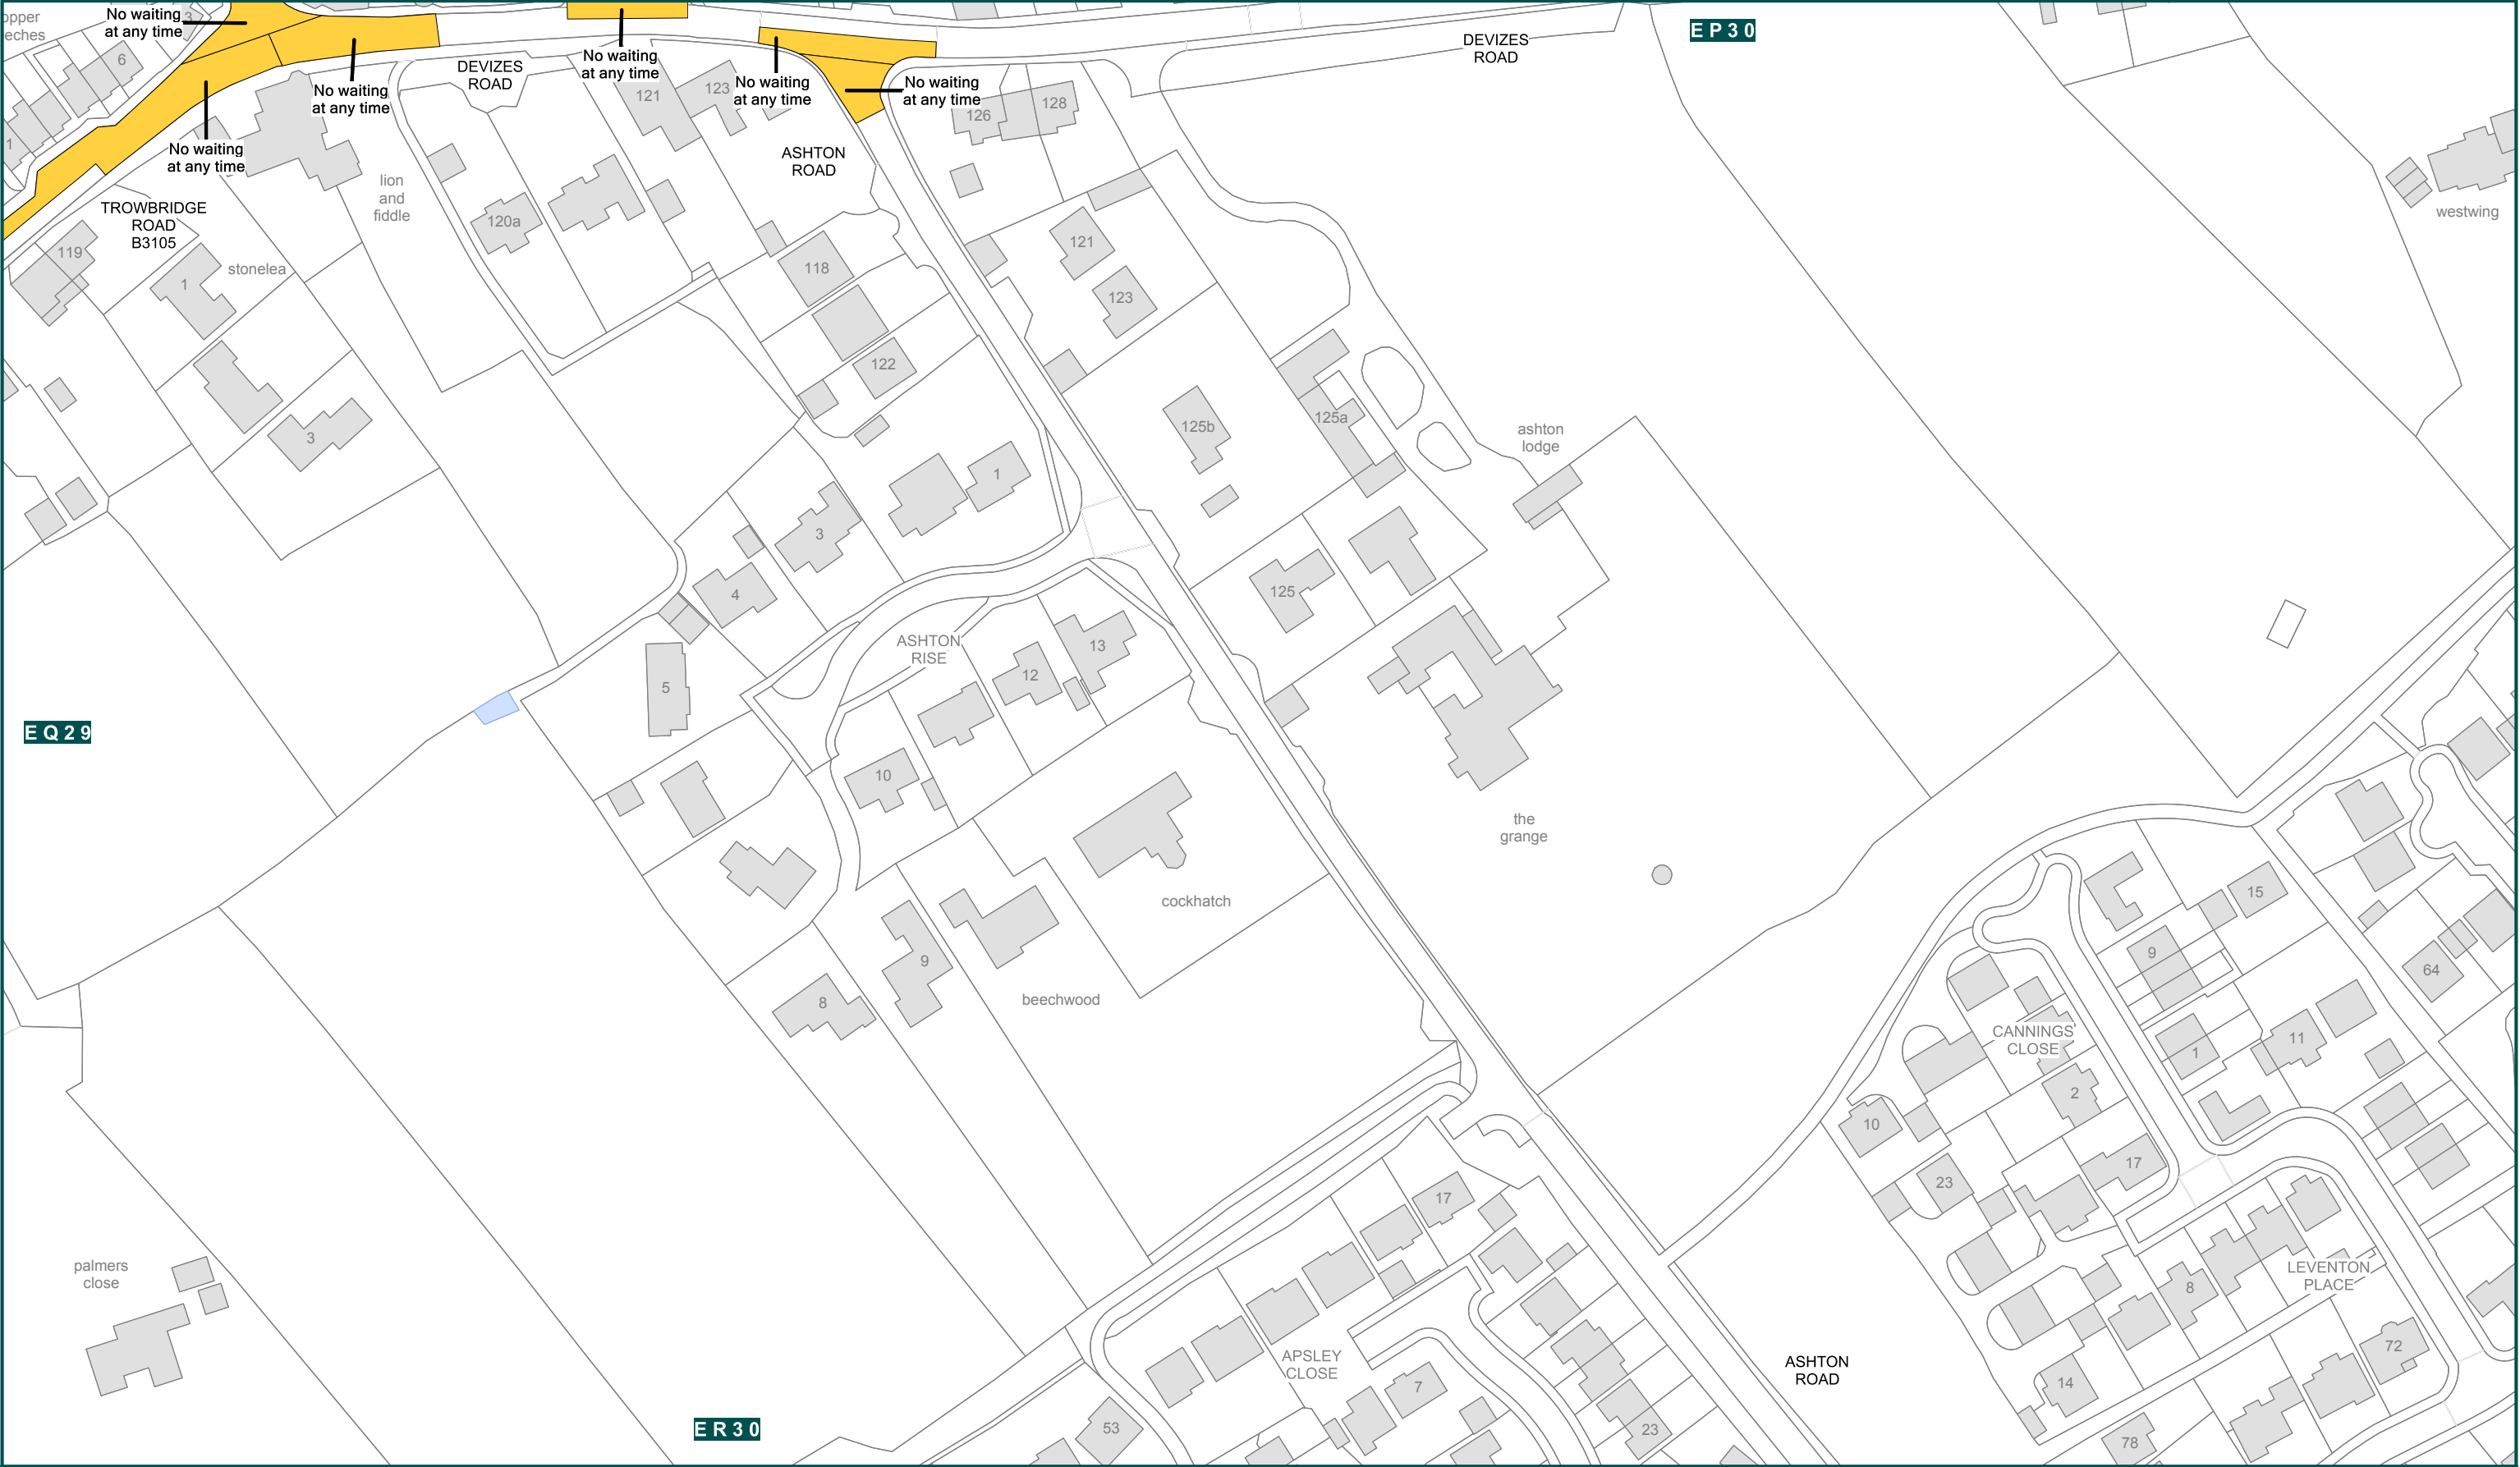 opper
eches
No waiting
at any time
3
6
1
No waiting
at any time
No waiting
at any time
DEVIZES
ROAD
No waiting
at any time
No waiting
at any time
No waiting
at any time
DEVIZES
ROAD
EP30
121
123
126
128
ASHTON
ROAD
lion
and
fiddle
TROWBRIDGE
ROAD
B3105
westwing
119
stonelea
1
120a
118
121
123
122
3
125b
125a
ashton
lodge
1
3
4
125
ASHTON
RISE
5
12
13
EQ29
10
the
grange
cockhatch
beechwood
9
8
15
9
64
CANNINGS
CLOSE
11
1
2
10
17
23
17
palmers
close
LEVENTON
PLACE
8
APSLEY
CLOSE
7
ASHTON
ROAD
72
14
53
23
78
ER30